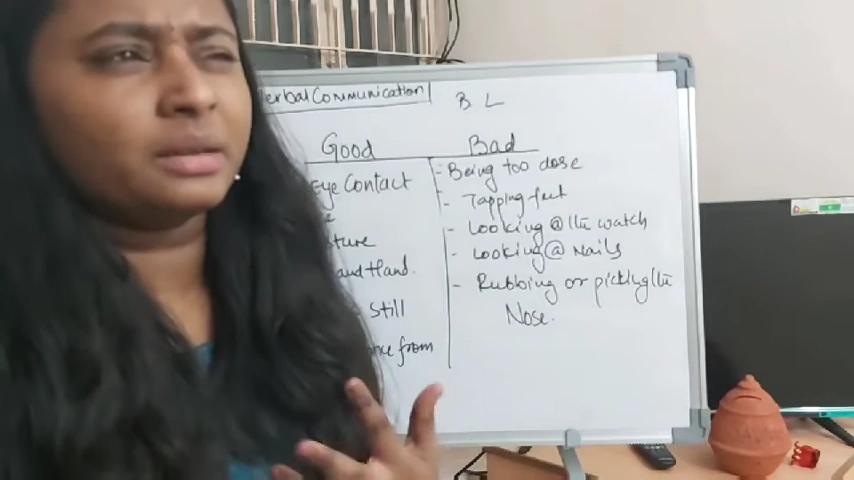 erbal Communication
B L
Good
Bad
Eye Contact
ture
and Hand.
Still
nce from
- Being too close
- Tapping feet
- Looking @ the watch
- Looking @ Nails
- Rubbing or picking the
Nose.